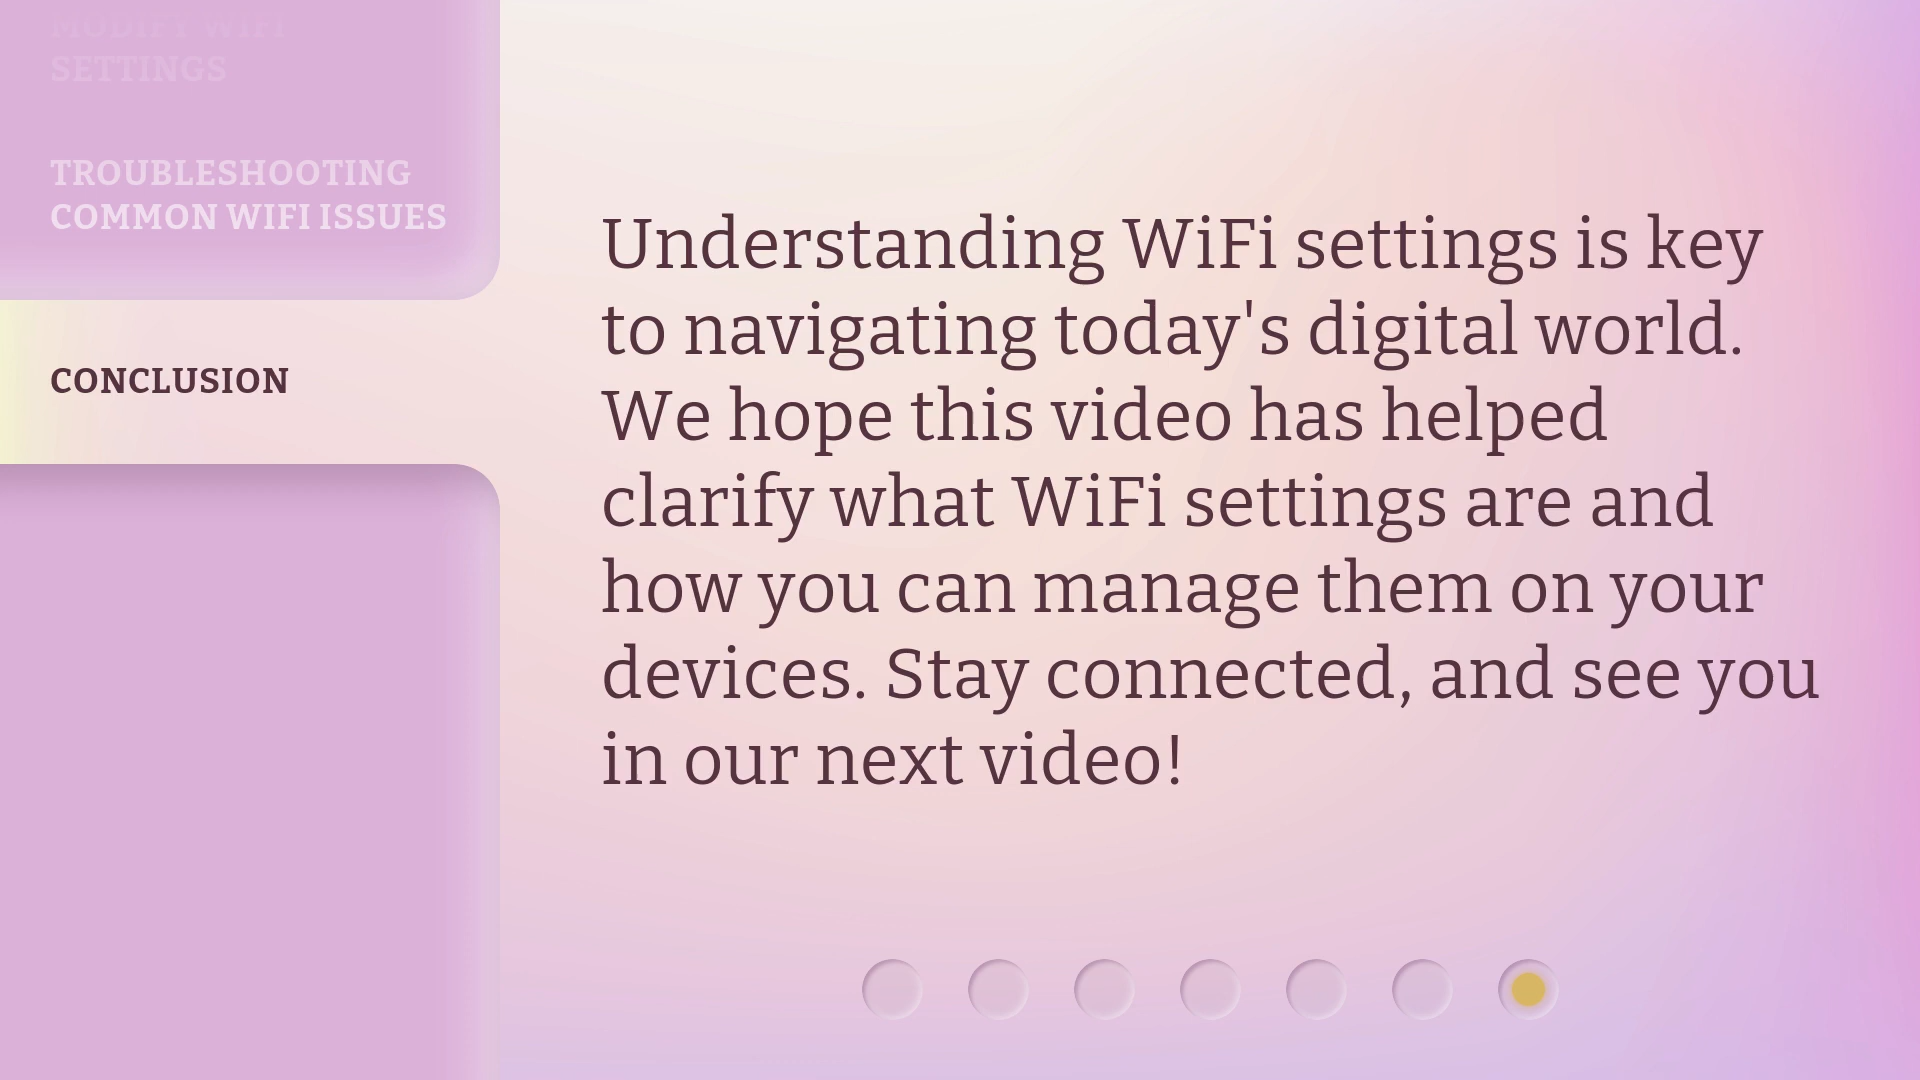 MODIFY WIFI
SETTINGS
TROUBLESHOOTING
COMMON WIFI ISSUES
CONCLUSION
Understanding WiFi settings is key
to navigating today's digital world.
We hope this video has helped
clarify what WiFi settings are and
how you can manage them on your
devices. Stay connected, and see you
in our next video!